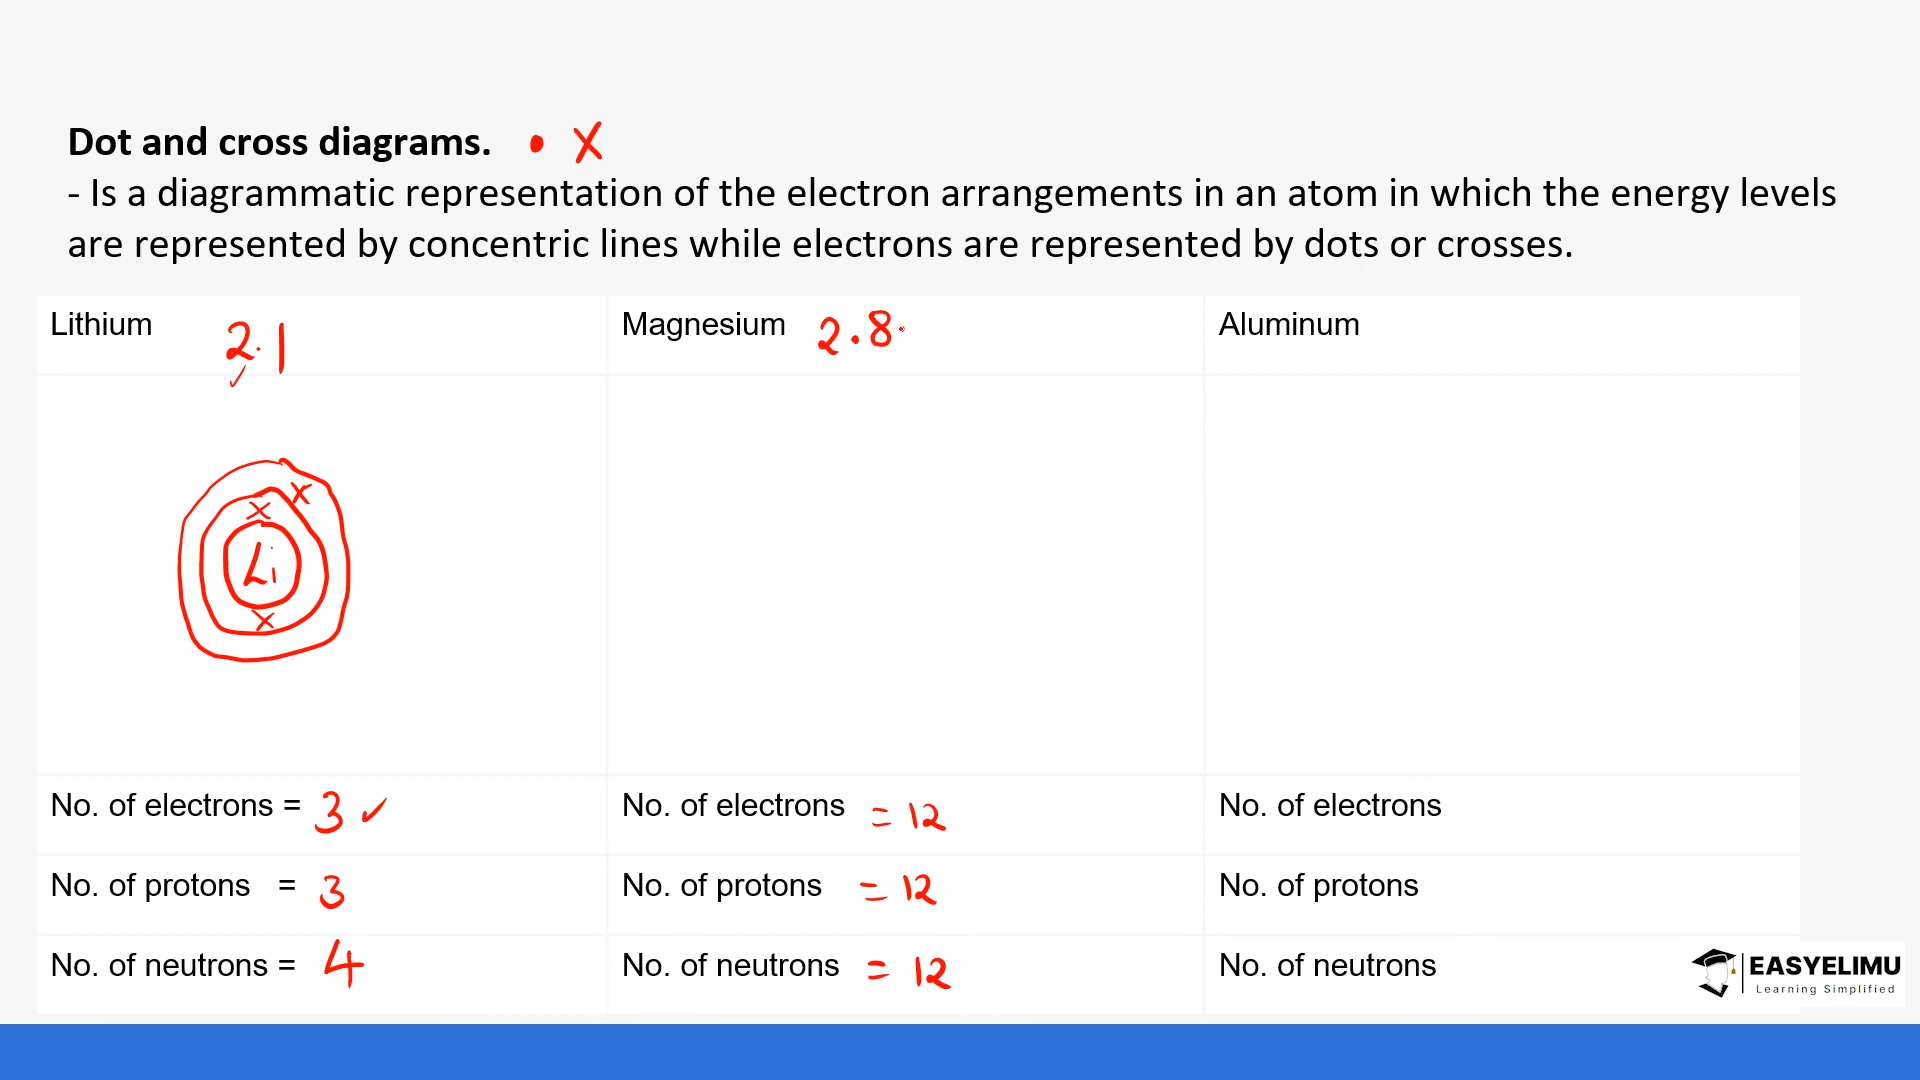 Dot and cross diagrams. • X
- Is a diagrammatic representation of the electron arrangements in an atom in which the energy levels
are represented by concentric lines while electrons are represented by dots or crosses.
Lithium 2.1 ✓
Magnesium 2.8.
Aluminum
x
x
Li
x
No. of electrons = 3 ✓
No. of electrons = 12
No. of electrons
No. of protons = 3
No. of protons = 12
No. of protons
No. of neutrons = 4
No. of neutrons = 12
No. of neutrons
EASYELIMU
Learning Simplified